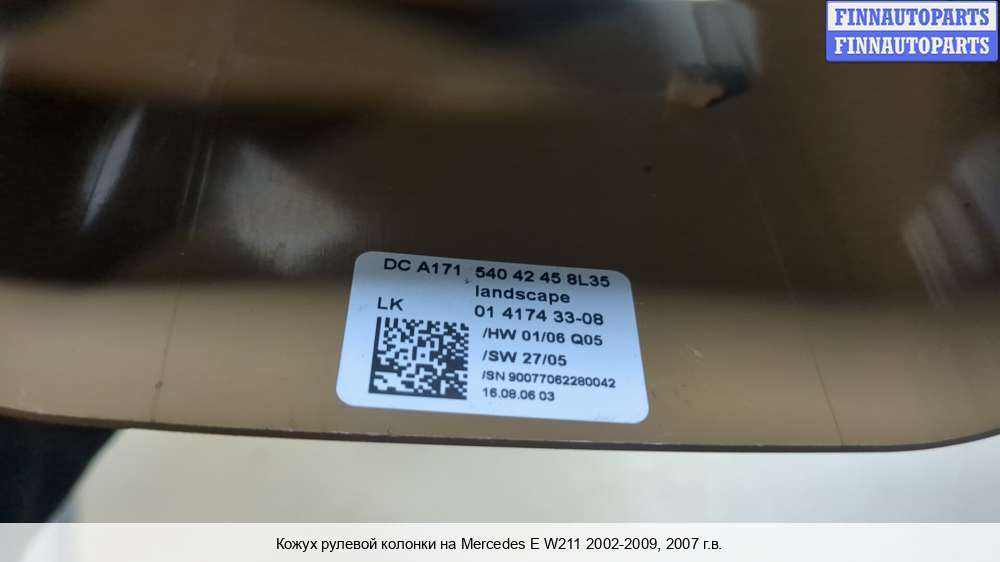 FINNAUTOPARTS
FINNAUTOPARTS
DC A171 540 42 45 8L35
landscape
LK 01 4174 33-08
/HW 01/06 Q05
/SW 27/05
/SN 90077062280042
16.08.06 03
Кожух рулевой колонки на Mercedes E W211 2002-2009, 2007 г.в.